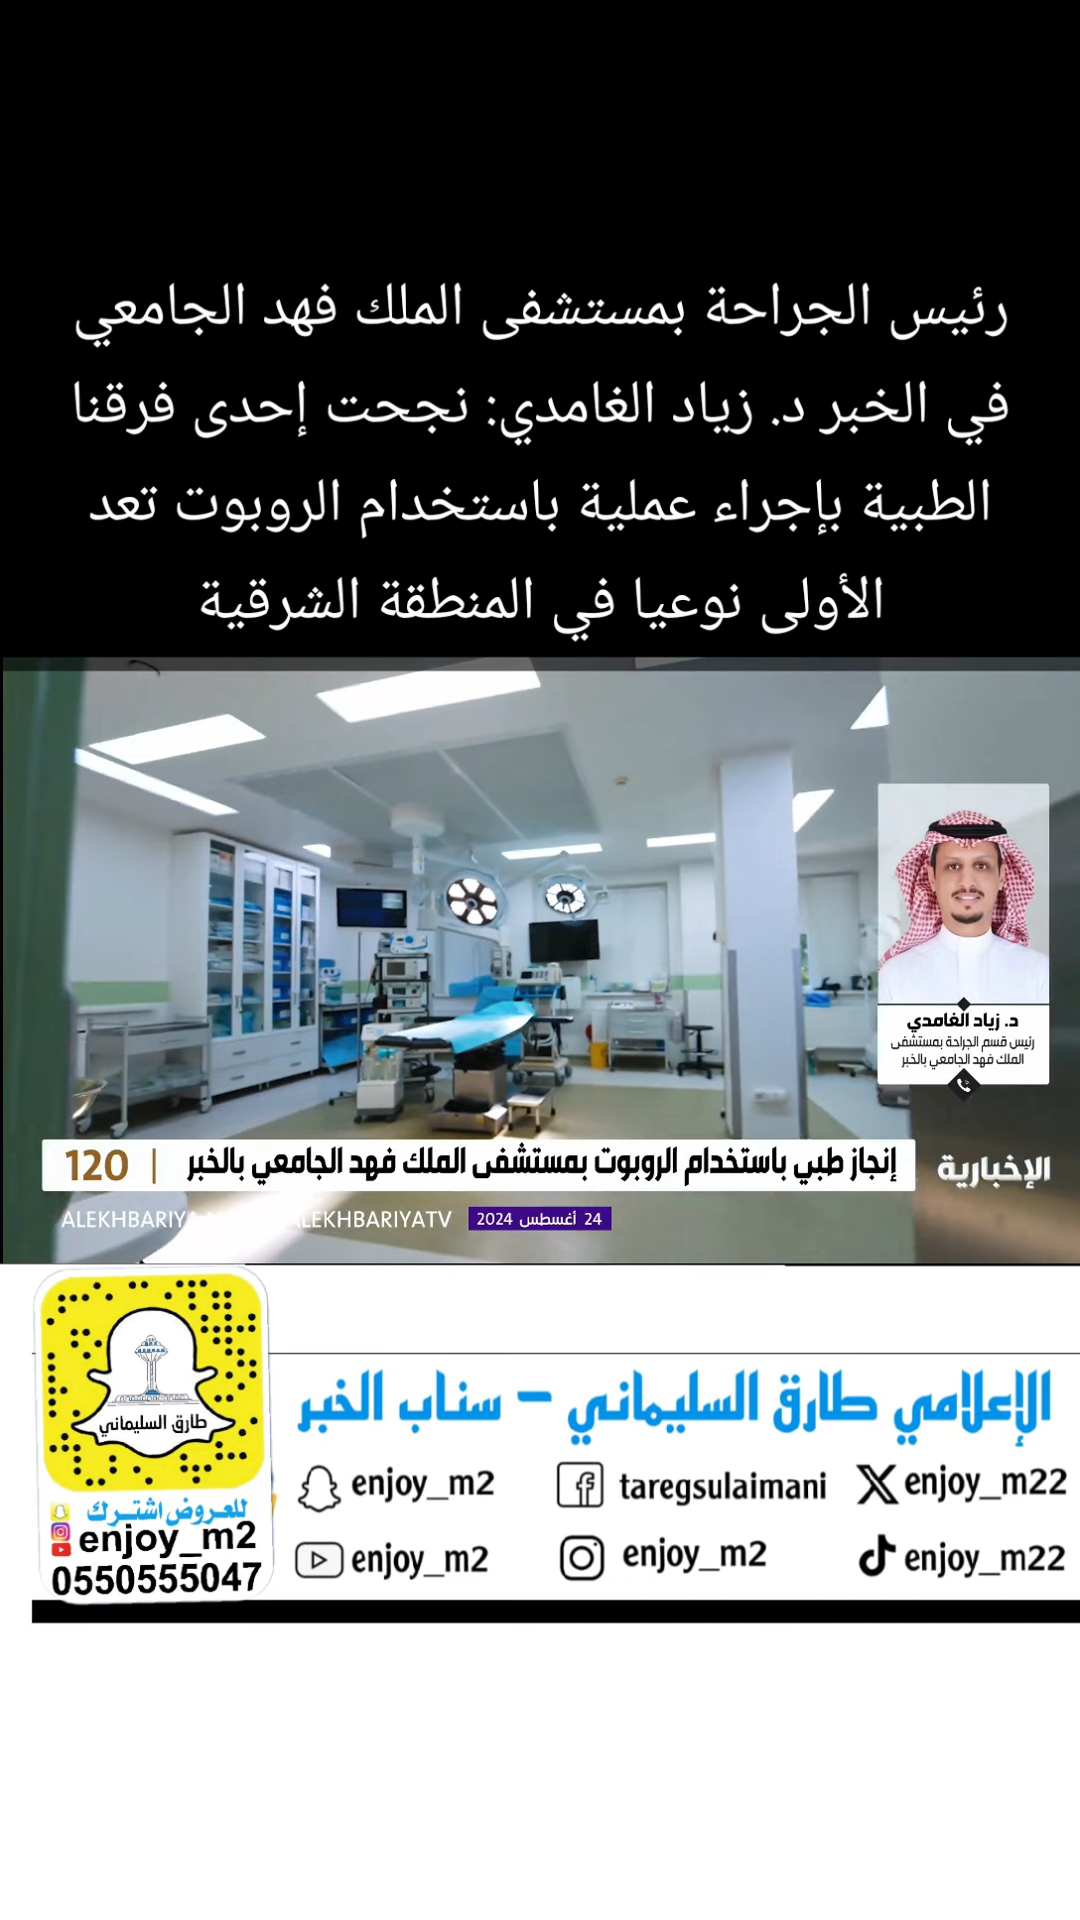 رئيس الجراحة بمستشفى الملك فهد الجامعي
في الخبر د. زياد الغامدي: نجحت إحدى فرقنا
الطبية بإجراء عملية باستخدام الروبوت تعد
الأولى نوعيا في المنطقة الشرقية
د. زياد الغامدي
رئيس قسم الجراحة بمستشفى
الملك فهد الجامعي بالخبر
إنجاز طبي باستخدام الروبوت بمستشفى الملك فهد الجامعي بالخبر | 120
الإخبارية
24 أغسطس 2024
الإعلامي طارق السليماني – سناب الخبر
enjoy_m2
taregsulaimani
enjoy_m22
enjoy_m2
enjoy_m2
enjoy_m22
طارق السليماني
للعروض اشترك
enjoy_m2
0550555047